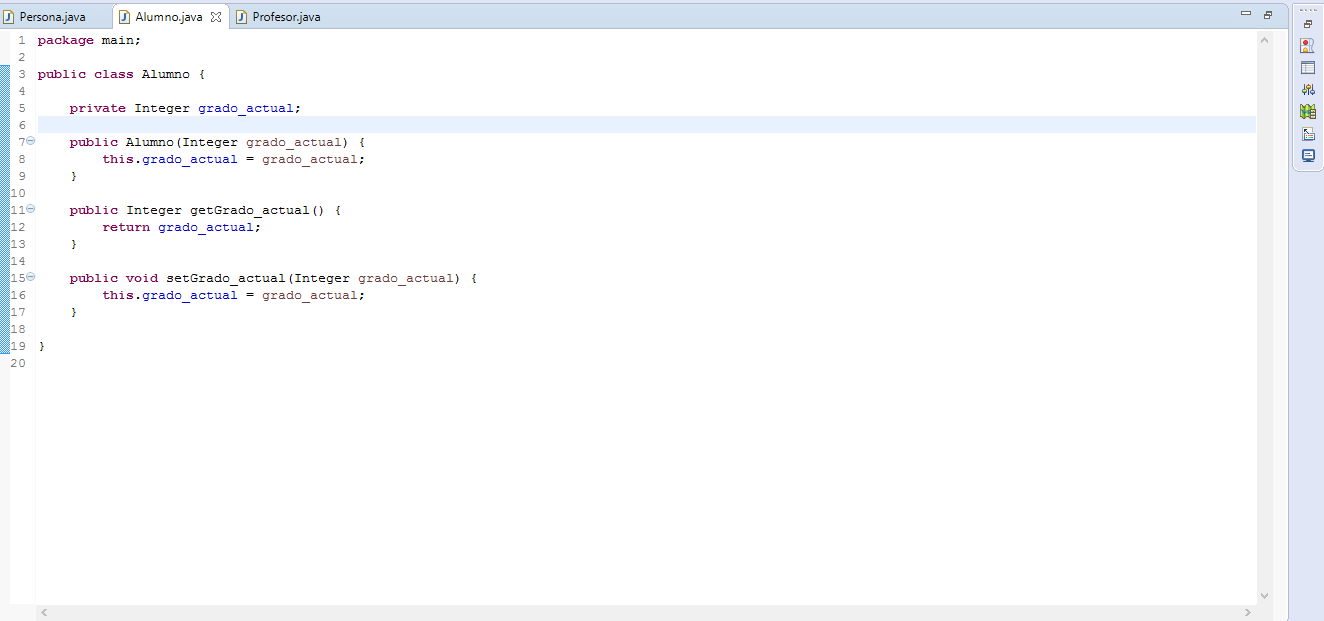 Persona.java Alumno.java Profesor.java
1 package main;
2
3 public class Alumno {
4
5 private Integer grado_actual;
6
7 public Alumno(Integer grado_actual) {
8 this.grado_actual = grado_actual;
9 }
10
11 public Integer getGrado_actual() {
12 return grado_actual;
13 }
14
15 public void setGrado_actual(Integer grado_actual) {
16 this.grado_actual = grado_actual;
17 }
18
19 }
20